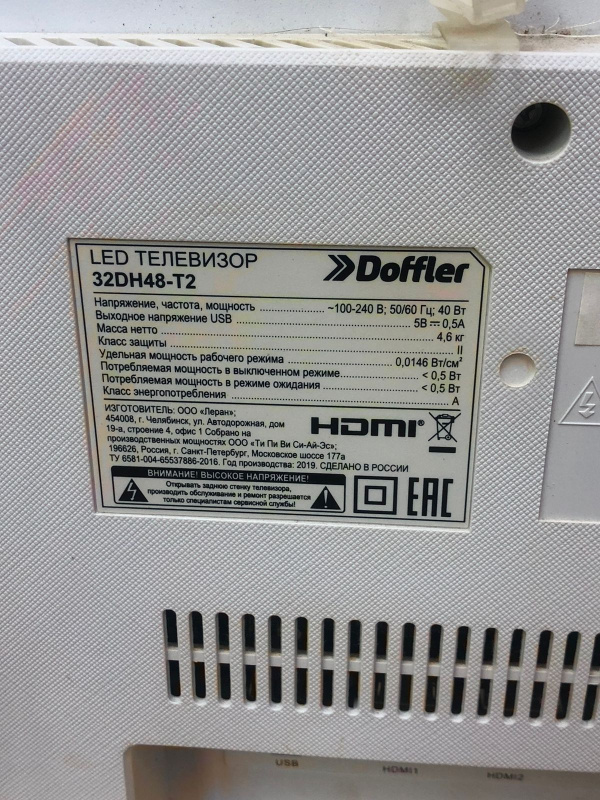 LED ТЕЛЕВИЗОР
32DH48-T2
Doffler
Напряжение, частота, мощность ~100-240 В; 50/60 Гц; 40 Вт
Выходное напряжение USB 5В⎓0,5А
Масса нетто 4,6 кг
Класс защиты II
Удельная мощность рабочего режима 0,0146 Вт/см²
Потребляемая мощность в выключенном режиме < 0,5 Вт
Потребляемая мощность в режиме ожидания < 0,5 Вт
Класс энергопотребления А
ИЗГОТОВИТЕЛЬ: ООО «Леран»;
454008, г. Челябинск, ул. Автодорожная, дом
19-а, строение 4, офис 1 Собрано на
производственных мощностях ООО «Ти Пи Ви Си-Ай-Эс»;
196626, Россия, г. Санкт-Петербург, Московское шоссе 177а
ТУ 6581-004-65537886-2016. Год производства: 2019. СДЕЛАНО В РОССИИ
HDMI®
ВНИМАНИЕ! ВЫСОКОЕ НАПРЯЖЕНИЕ!
Открывать заднюю стенку телевизора,
производить обслуживание и ремонт разрешается
только специалистам сервисной службы!
EAC
USB HDMI1 HDMI2